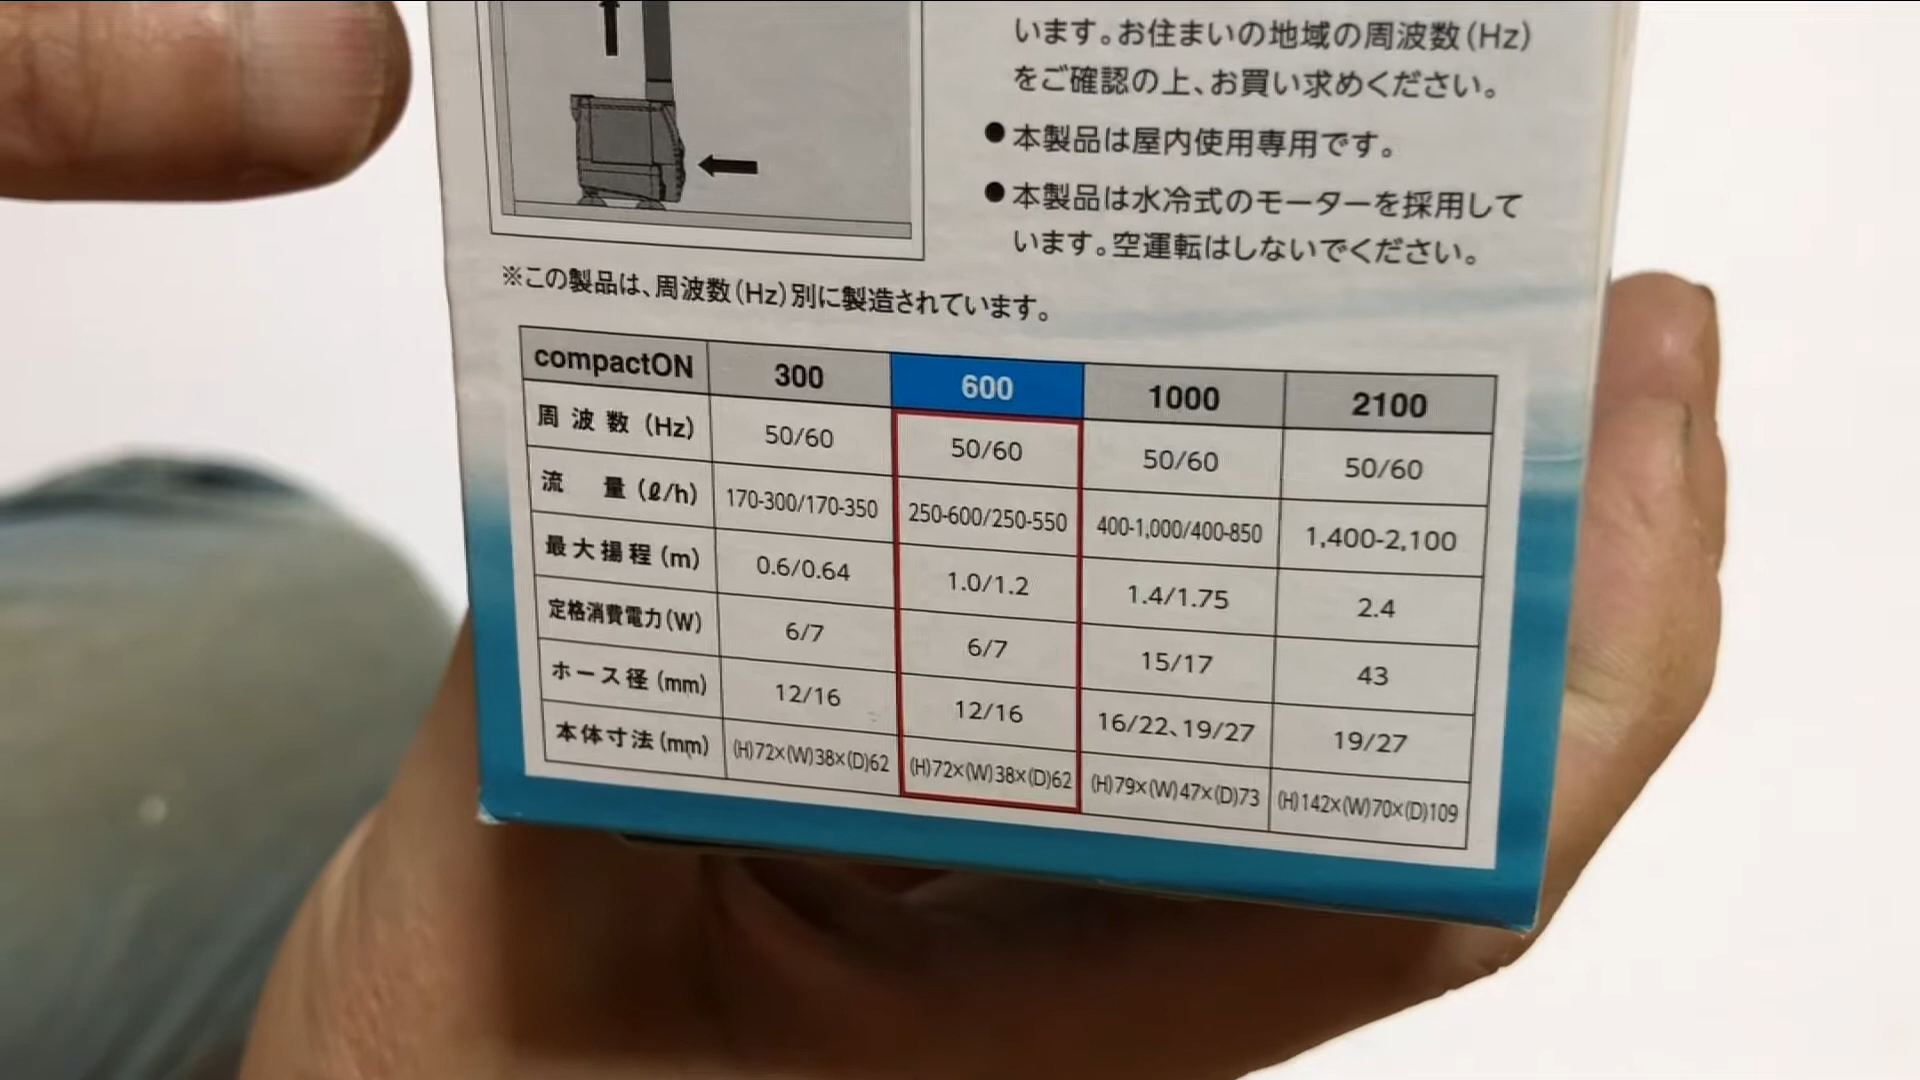 います。お住まいの地域の周波数(Hz)
をご確認の上、お買い求めください。
●本製品は屋内使用専用です。
●本製品は水冷式のモーターを採用して
います。空運転はしないでください。
※この製品は、周波数(Hz)別に製造されています。
compactON 300 600 1000 2100
周波数(Hz) 50/60 50/60 50/60 50/60
流量(ℓ/h) 170-300/170-350 250-600/250-550 400-1,000/400-850 1,400-2,100
最大揚程(m) 0.6/0.64 1.0/1.2 1.4/1.75 2.4
定格消費電力(W) 6/7 6/7 15/17 43
ホース径(mm) 12/16 12/16 16/22、19/27 19/27
本体寸法(mm) (H)72×(W)38×(D)62 (H)72×(W)38×(D)62 (H)79×(W)47×(D)73 (H)142×(W)70×(D)109